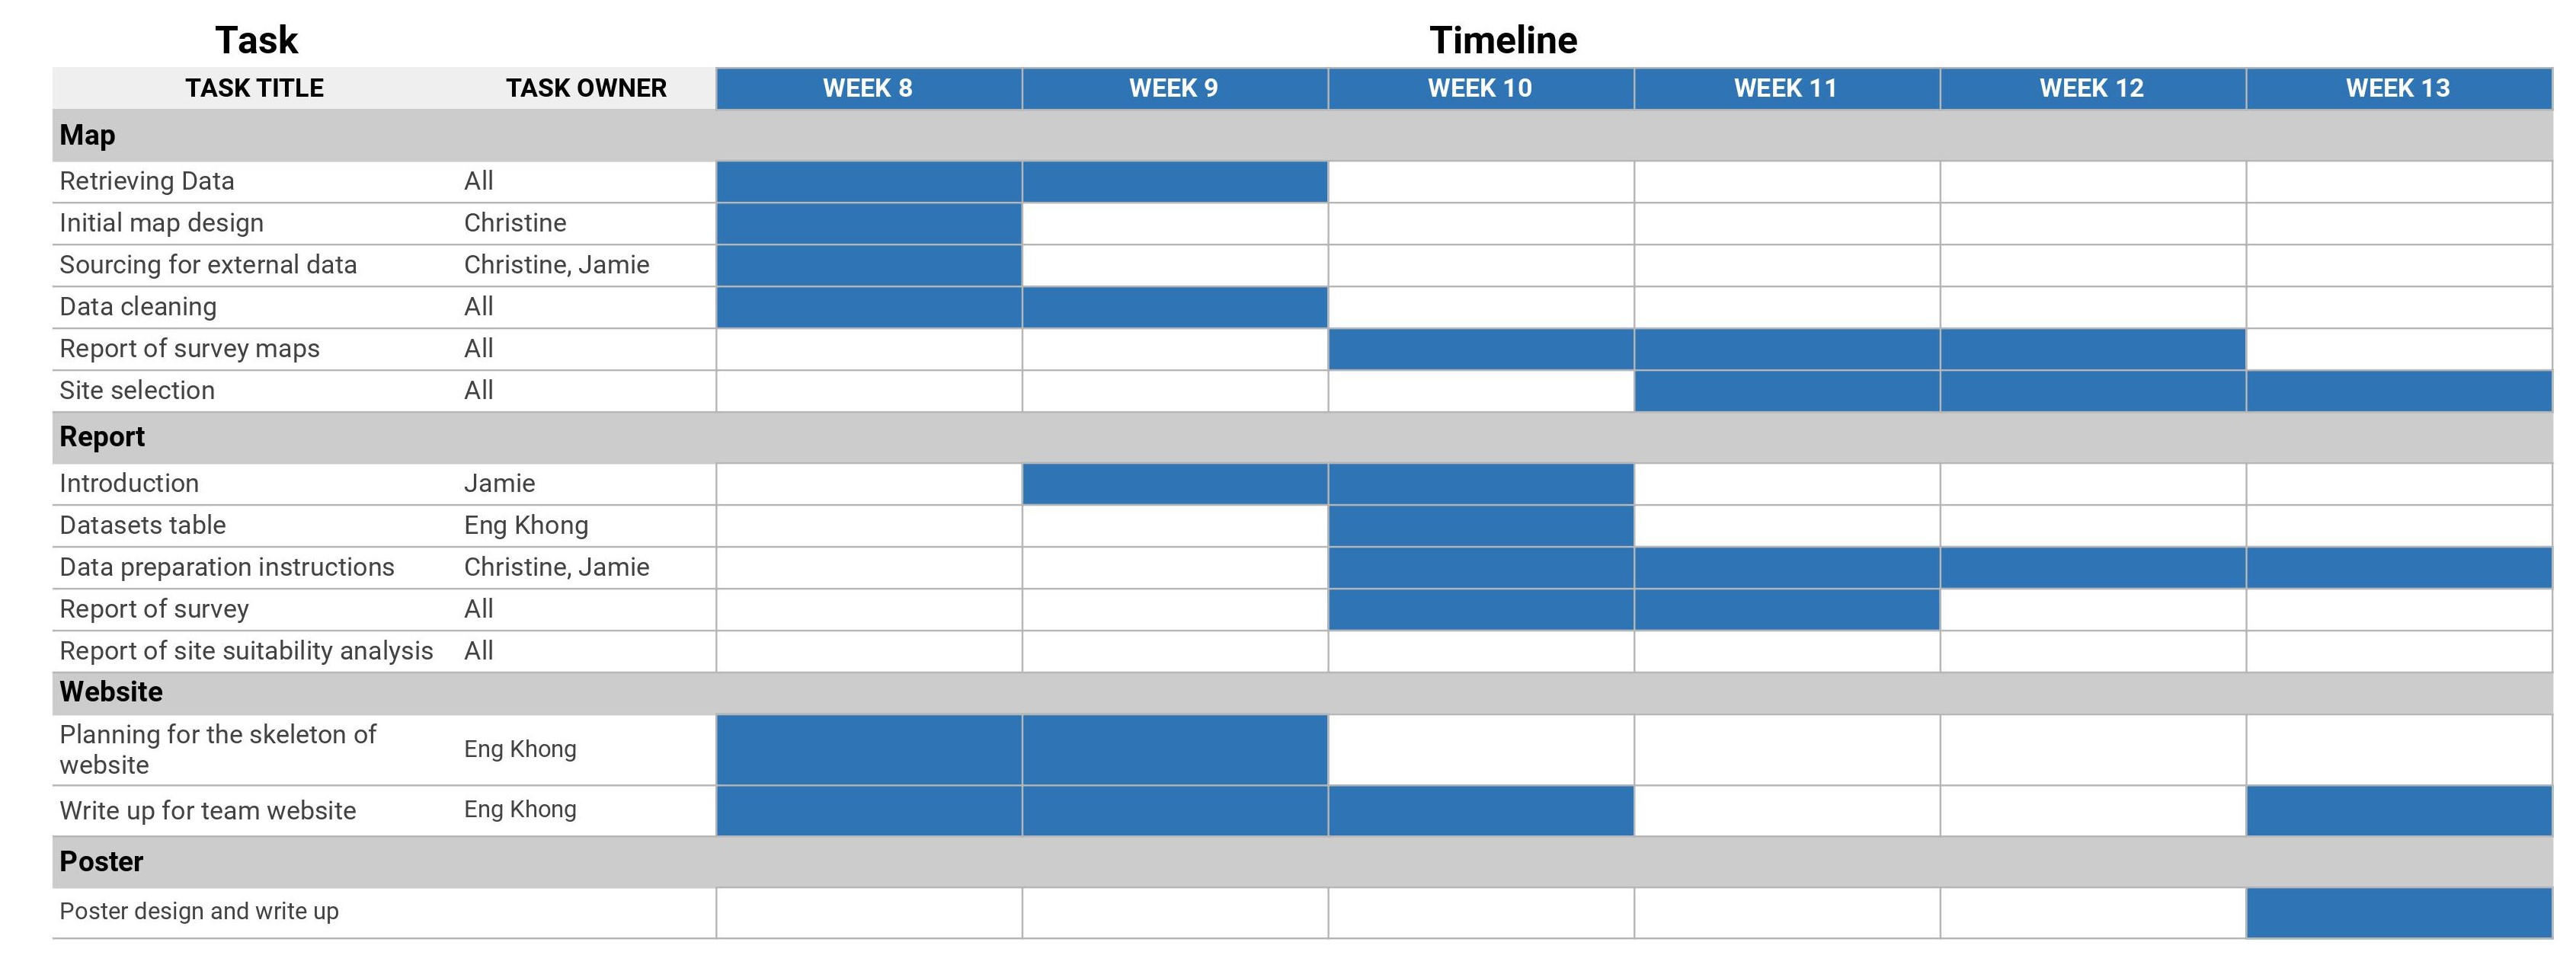 Task Timeline
TASK TITLE TASK OWNER WEEK 8 WEEK 9 WEEK 10 WEEK 11 WEEK 12 WEEK 13
Map
Retrieving Data All
Initial map design Christine
Sourcing for external data Christine, Jamie
Data cleaning All
Report of survey maps All
Site selection All
Report
Introduction Jamie
Datasets table Eng Khong
Data preparation instructions Christine, Jamie
Report of survey All
Report of site suitability analysis All
Website
Planning for the skeleton of
website Eng Khong
Write up for team website Eng Khong
Poster
Poster design and write up